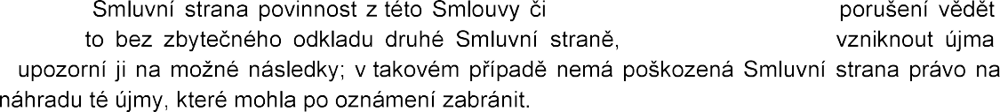 Smluvní strana povinnost z této Smlouvy či porušení vědět
to bez zbytečného odkladu druhé Smluvní straně, vzniknout újma
upozorní ji na možné následky; v takovém případě nemá poškozená Smluvní strana právo na
náhradu té újmy, které mohla po oznámení zabránit.